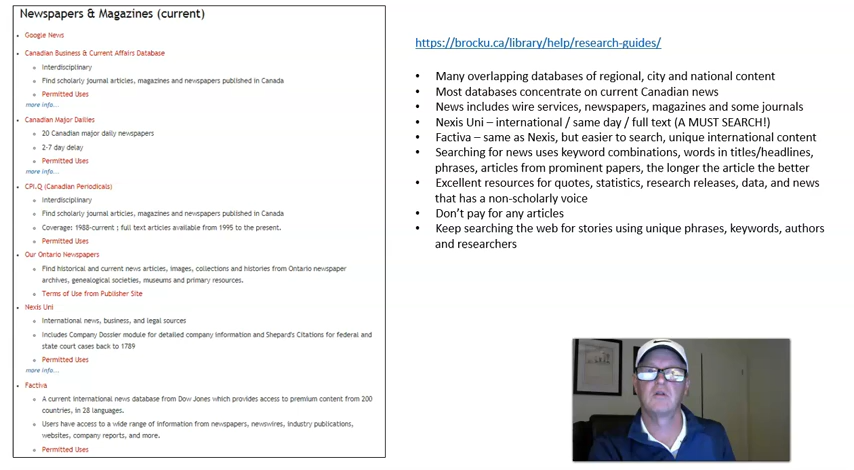 Newspapers & Magazines (current)
Google News
Canadian Business & Current Affairs Database
Interdisciplinary
Find scholarly journal articles, magazines and newspapers published in Canada
Permitted Uses
more info...
Canadian Major Dailies
20 Canadian major daily newspapers
2-7 day delay
Permitted Uses
more info...
CPI.Q (Canadian Periodicals)
Interdisciplinary
Find scholarly journal articles, magazines and newspapers published in Canada
Coverage: 1988-current ; full text articles available from 1995 to the present.
Permitted Uses
Our Ontario Newspapers
Find historical and current news articles, images, collections and histories from Ontario newspaper
archives, genealogical societies, museums and primary resources.
Terms of Use from Publisher Site
Nexis Uni
International news, business, and legal sources
Includes Company Dossier module for detailed company information and Shepard's Citations for federal and
state court cases back to 1789
Permitted Uses
more info...
Factiva
A current international news database from Dow Jones which provides access to premium content from 200
countries, in 28 languages.
Users have access to a wide range of information from newspapers, newswires, industry publications,
websites, company reports, and more.
Permitted Uses
https://brocku.ca/library/help/research-guides/
Many overlapping databases of regional, city and national content
Most databases concentrate on current Canadian news
News includes wire services, newspapers, magazines and some journals
Nexis Uni – international / same day / full text (A MUST SEARCH!)
Factiva – same as Nexis, but easier to search, unique international content
Searching for news uses keyword combinations, words in titles/headlines,
phrases, articles from prominent papers, the longer the article the better
Excellent resources for quotes, statistics, research releases, data, and news
that has a non-scholarly voice
Don't pay for any articles
Keep searching the web for stories using unique phrases, keywords, authors
and researchers